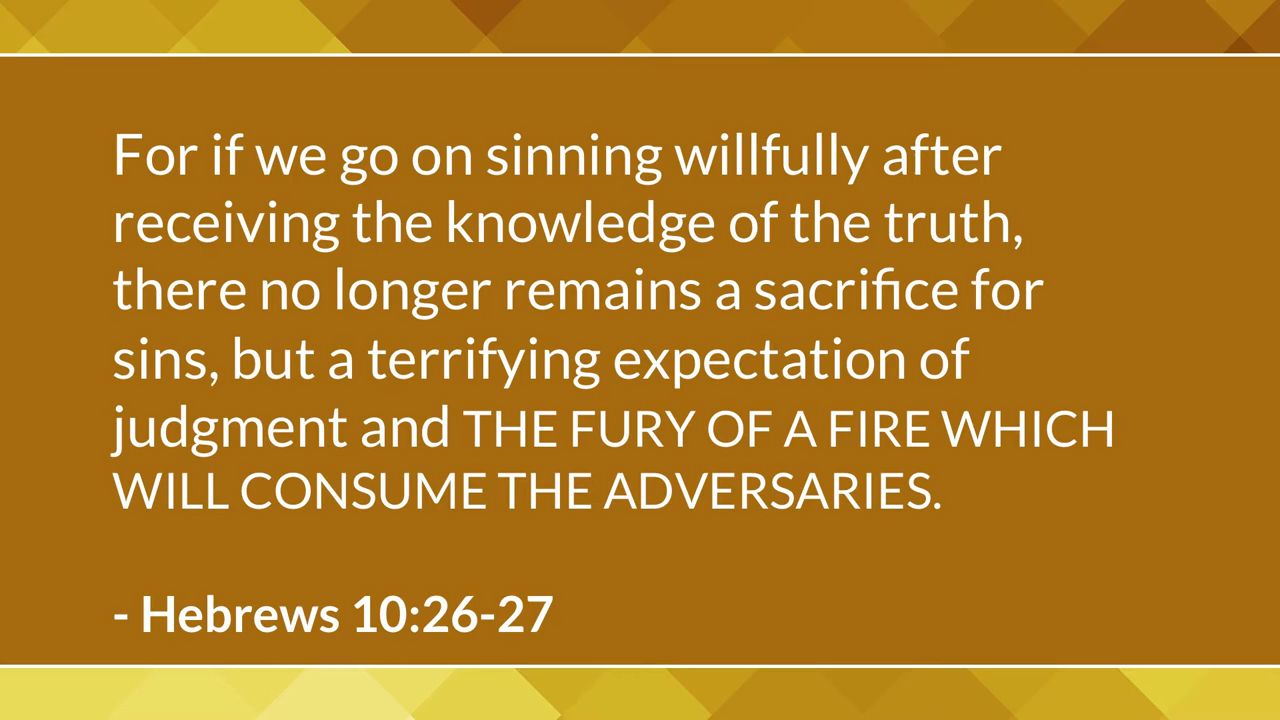 For if we go on sinning willfully after
receiving the knowledge of the truth,
there no longer remains a sacrifice for
sins, but a terrifying expectation of
judgment and THE FURY OF A FIRE WHICH
WILL CONSUME THE ADVERSARIES.
- Hebrews 10:26-27